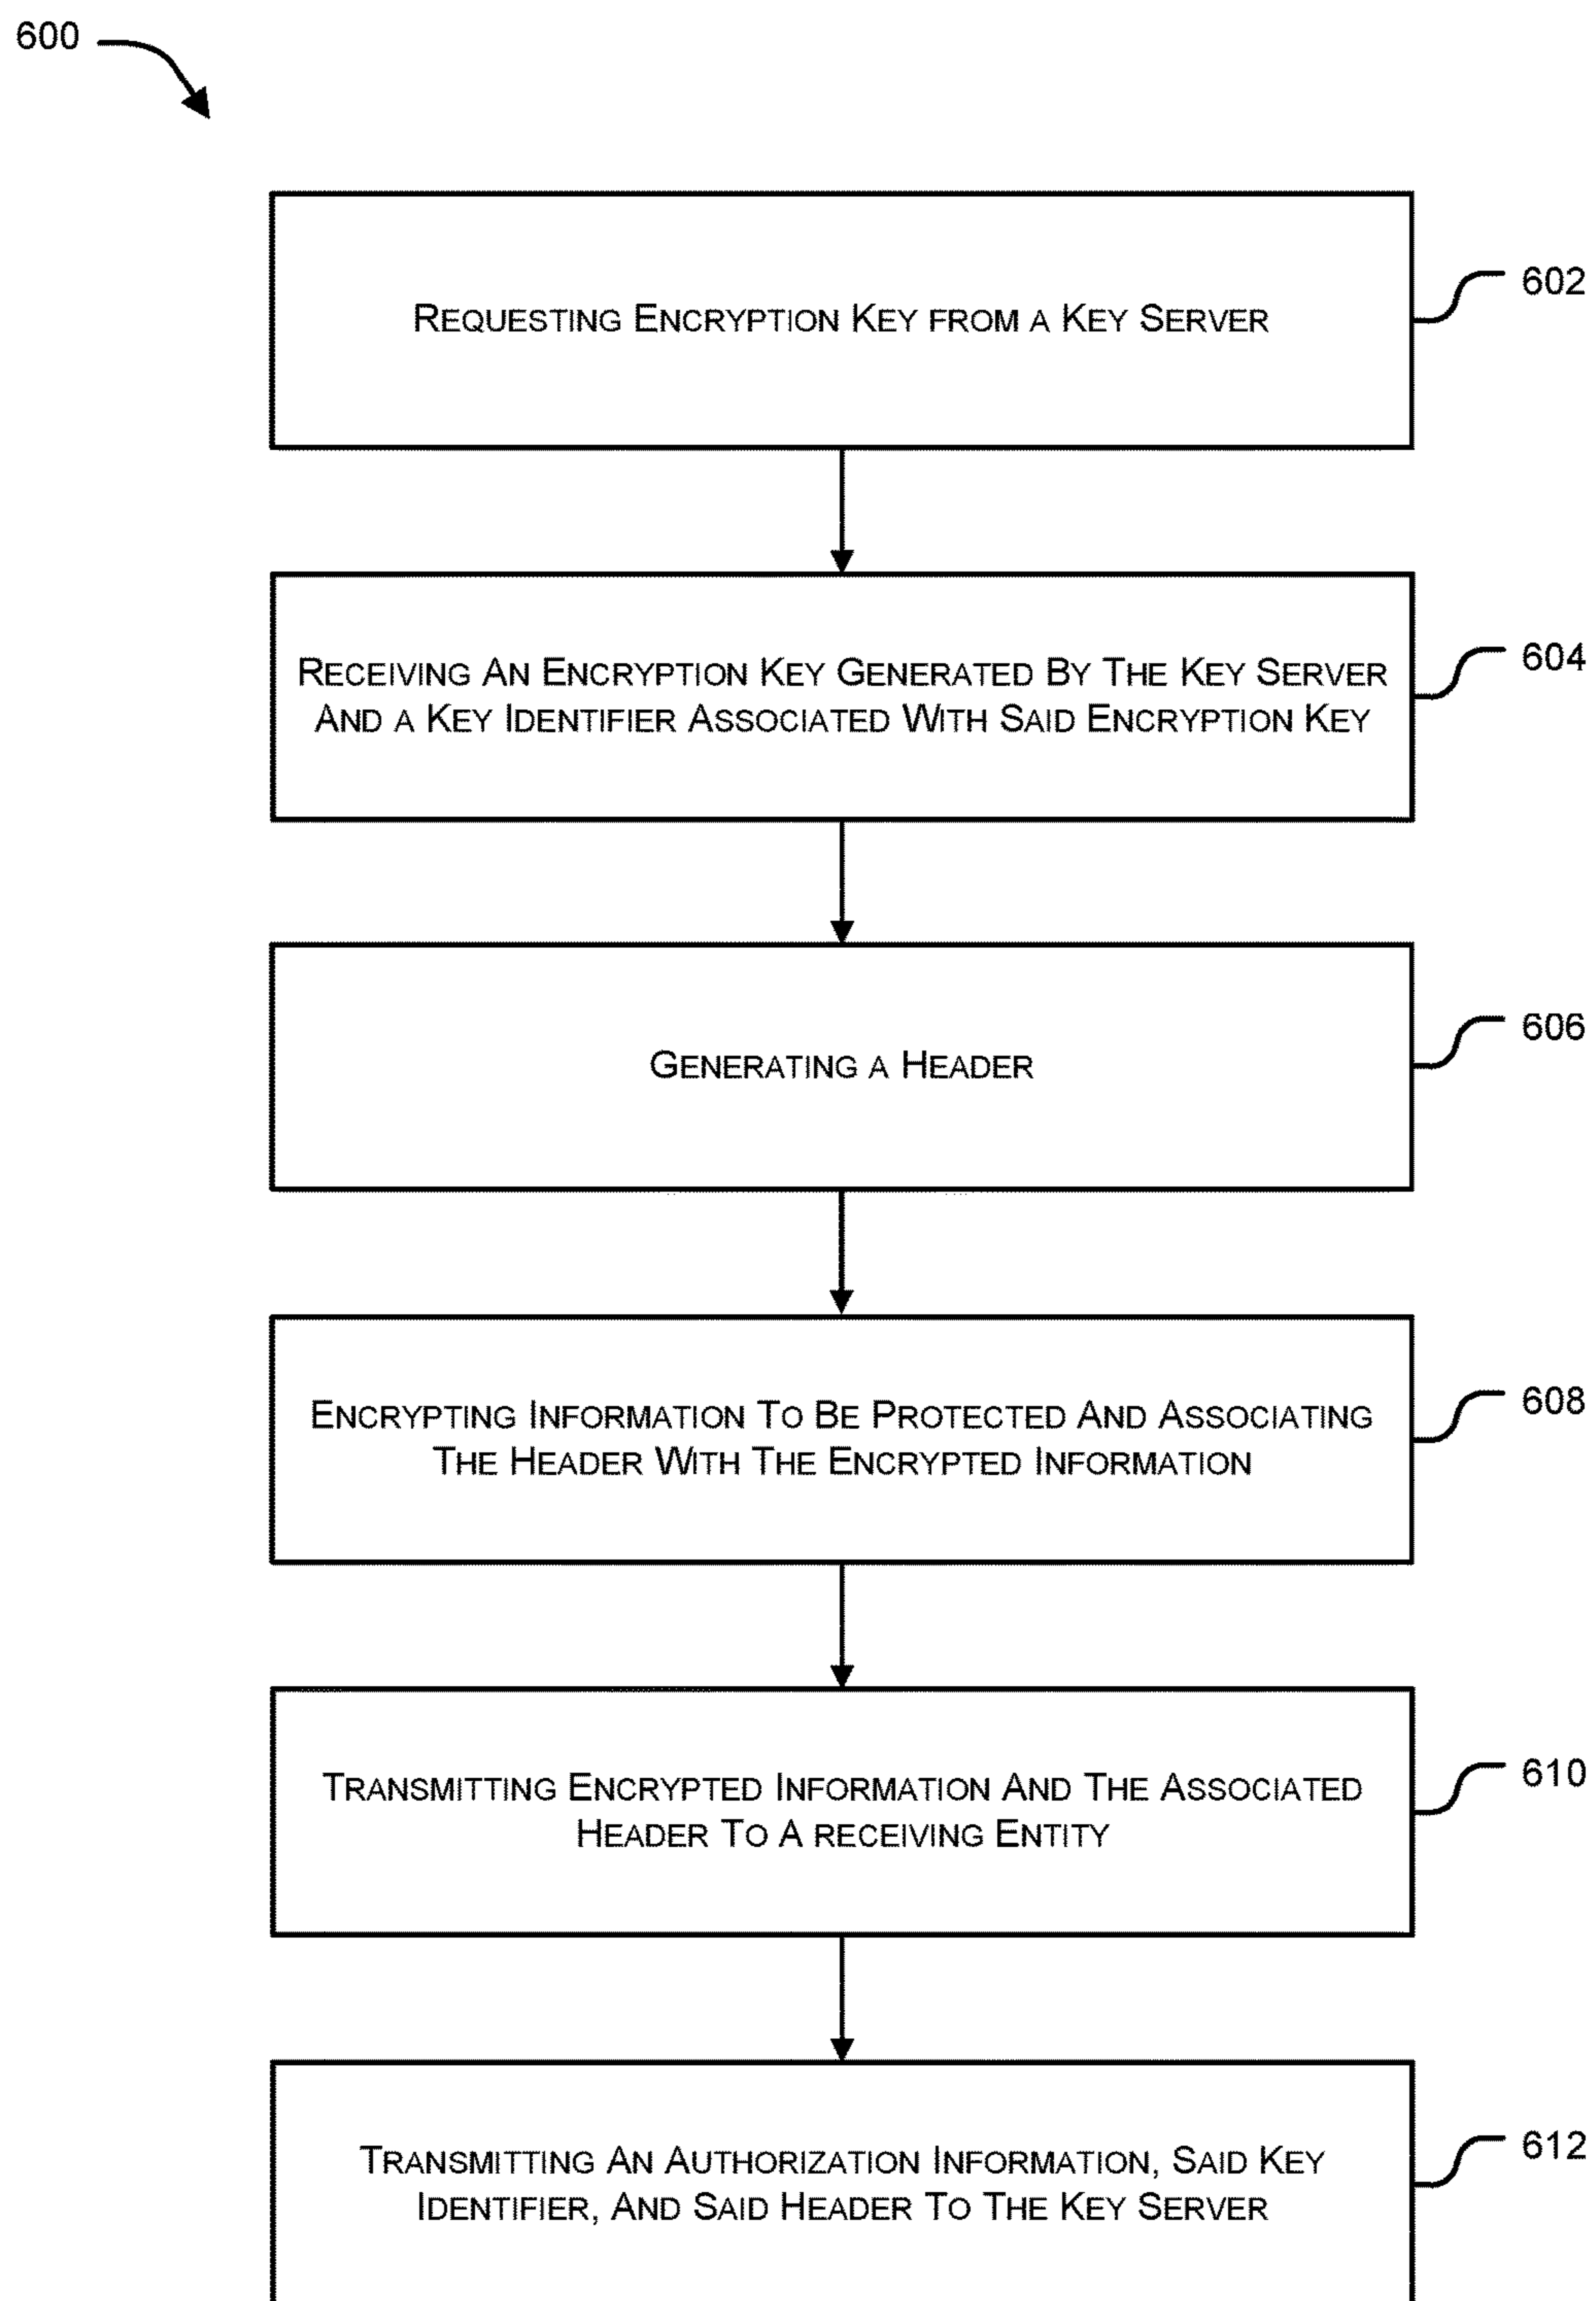 600
REQUESTING ENCRYPTION KEY FROM A KEY SERVER
602
RECEIVING AN ENCRYPTION KEY GENERATED BY THE KEY SERVER
AND A KEY IDENTIFIER ASSOCIATED WITH SAID ENCRYPTION KEY
604
GENERATING A HEADER
606
ENCRYPTING INFORMATION TO BE PROTECTED AND ASSOCIATING
THE HEADER WITH THE ENCRYPTED INFORMATION
608
TRANSMITTING ENCRYPTED INFORMATION AND THE ASSOCIATED
HEADER TO A RECEIVING ENTITY
610
TRANSMITTING AN AUTHORIZATION INFORMATION, SAID KEY
IDENTIFIER, AND SAID HEADER TO THE KEY SERVER
612